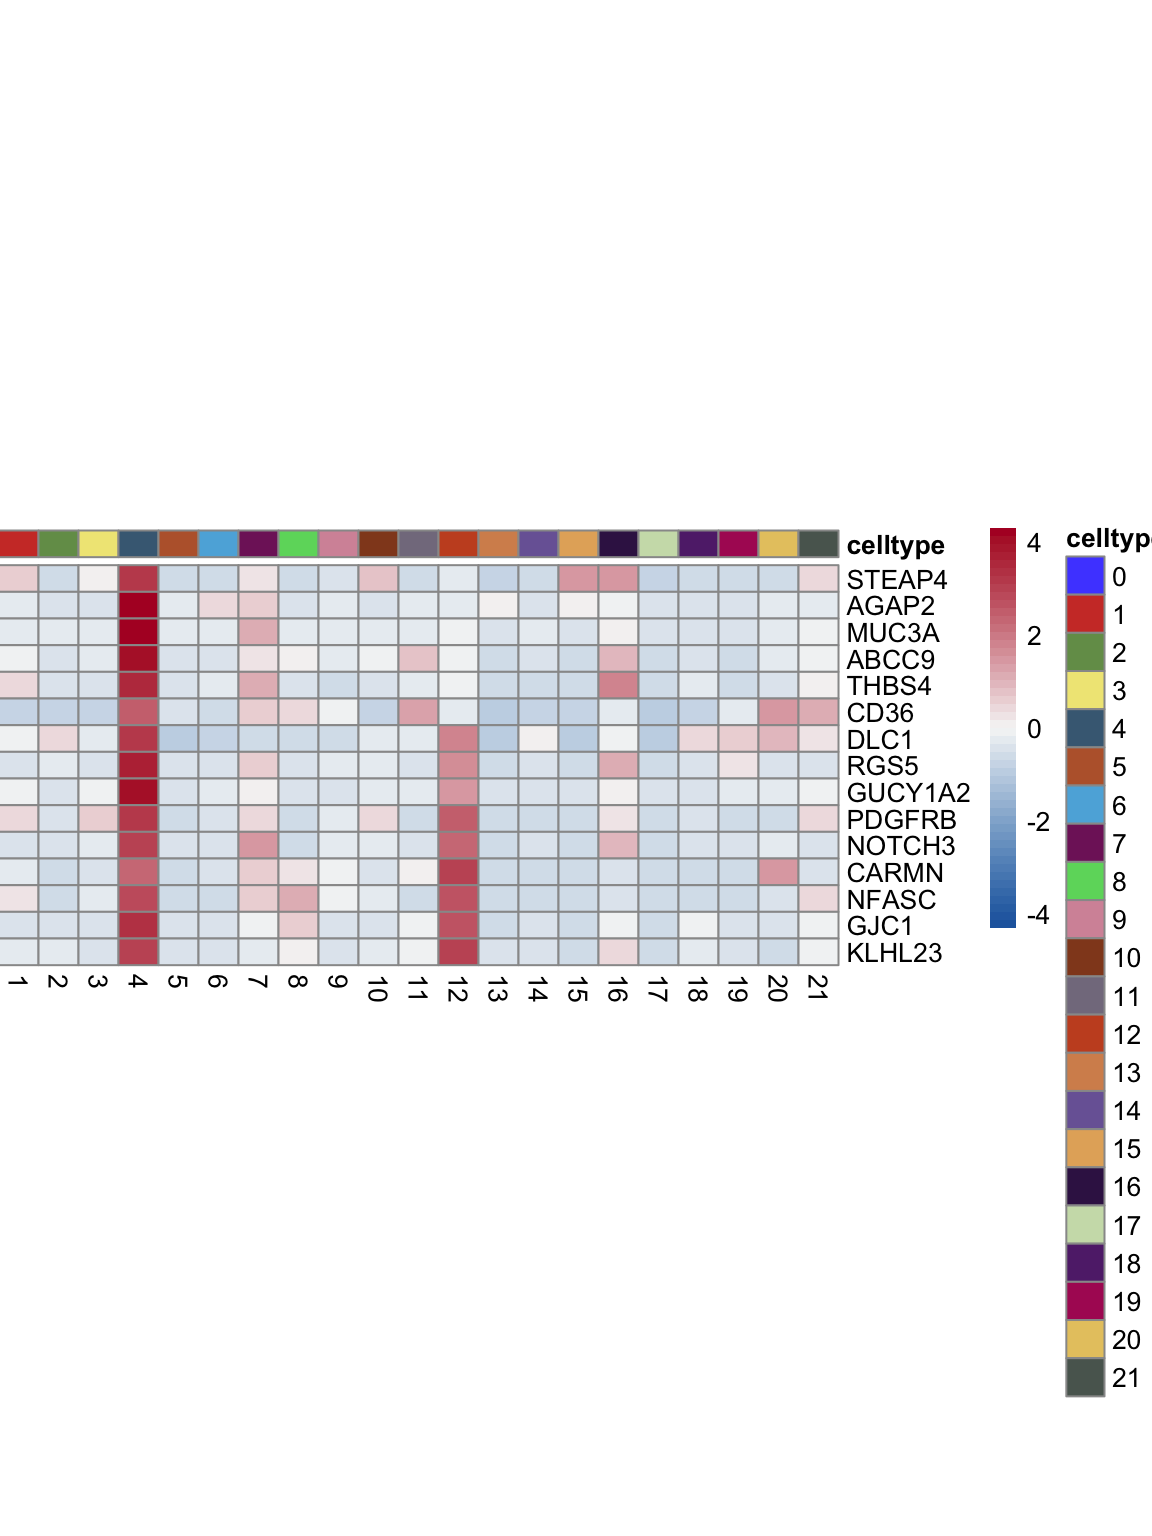 celltype
STEAP4
AGAP2
MUC3A
ABCC9
THBS4
CD36
DLC1
RGS5
GUCY1A2
PDGFRB
NOTCH3
CARMN
NFASC
GJC1
KLHL23
1 2 3 4 5 6 7 8 9 10 11 12 13 14 15 16 17 18 19 20 21
4
2
0
-2
-4
celltype
0
1
2
3
4
5
6
7
8
9
10
11
12
13
14
15
16
17
18
19
20
21